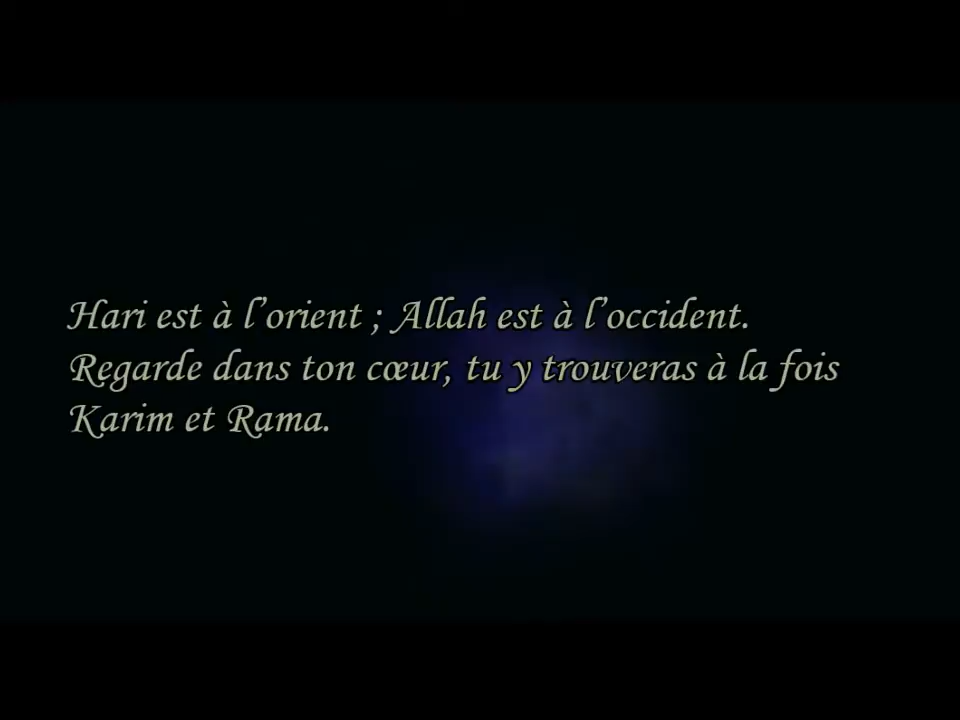 Hari est à l’orient ; Allah est à l’occident.
Regarde dans ton cœur, tu y trouveras à la fois
Karim et Rama.